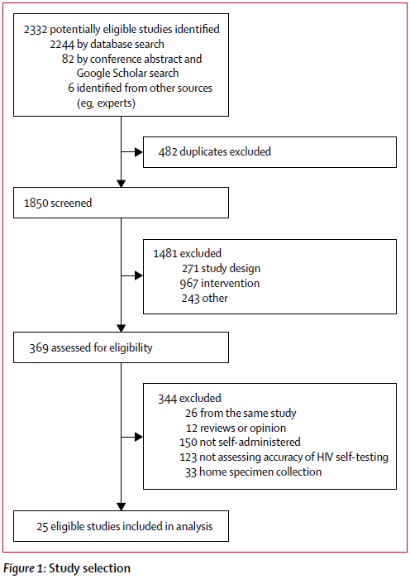 2332 potentially eligible studies identified
2244 by database search
82 by conference abstract and
Google Scholar search
6 identified from other sources
(eg, experts)
482 duplicates excluded
1850 screened
1481 excluded
271 study design
967 intervention
243 other
369 assessed for eligibility
344 excluded
26 from the same study
12 reviews or opinion
150 not self-administered
123 not assessing accuracy of HIV self-testing
33 home specimen collection
25 eligible studies included in analysis
Figure 1: Study selection